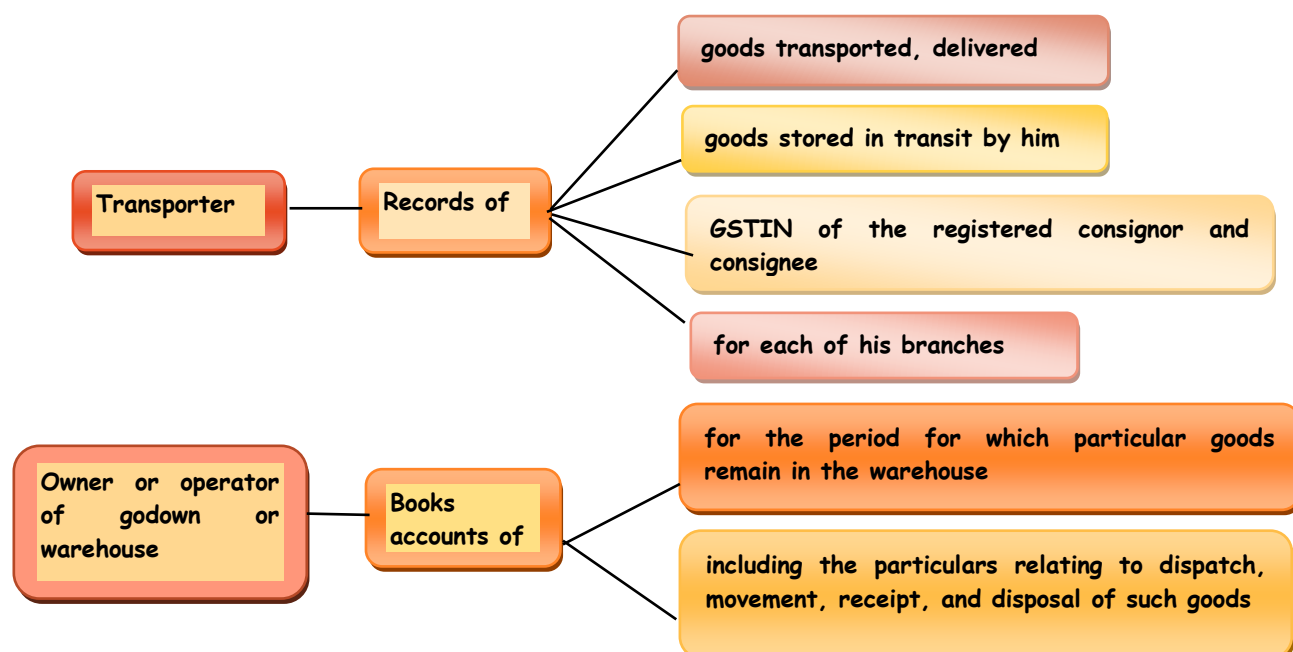 Transporter
Records of
goods transported, delivered
goods stored in transit by him
GSTIN of the registered consignor and
consignee
for each of his branches
Owner or operator
of godown or
warehouse
Books
accounts of
for the period for which particular goods
remain in the warehouse
including the particulars relating to dispatch,
movement, receipt, and disposal of such goods